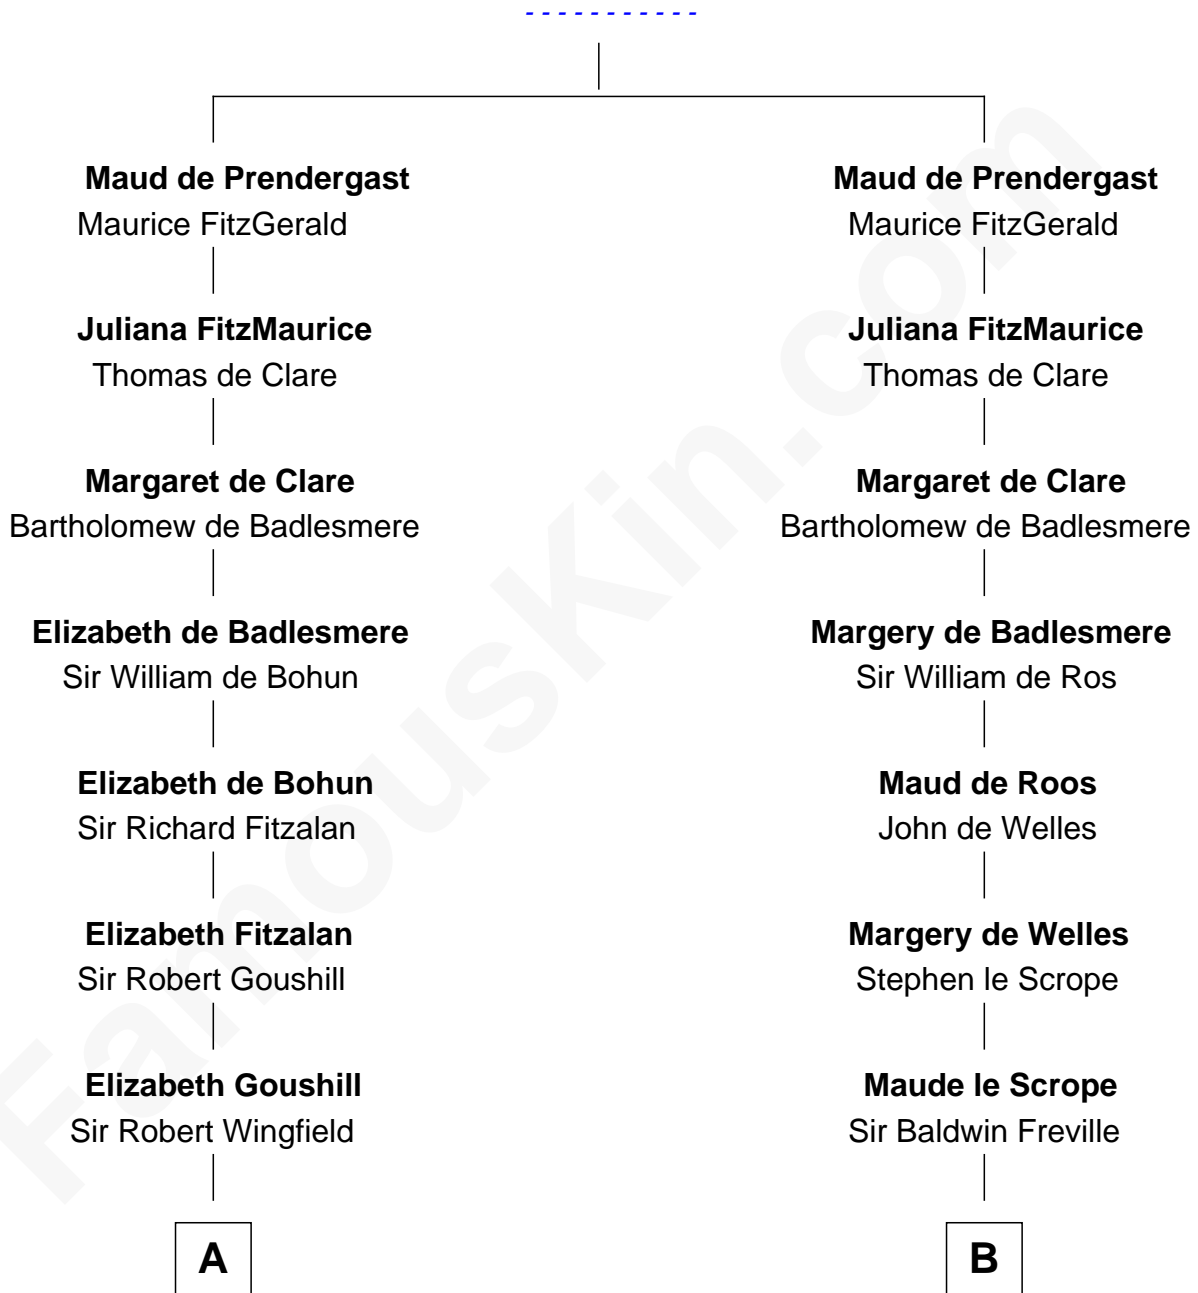 - - - - - - - - - - -
Maud de Prendergast
Maurice FitzGerald
Juliana FitzMaurice
Thomas de Clare
Margaret de Clare
Bartholomew de Badlesmere
Elizabeth de Badlesmere
Sir William de Bohun
Elizabeth de Bohun
Sir Richard Fitzalan
Elizabeth Fitzalan
Sir Robert Goushill
Elizabeth Goushill
Sir Robert Wingfield
A
Maud de Prendergast
Maurice FitzGerald
Juliana FitzMaurice
Thomas de Clare
Margaret de Clare
Bartholomew de Badlesmere
Margery de Badlesmere
Sir William de Ros
Maud de Roos
John de Welles
Margery de Welles
Stephen le Scrope
Maude le Scrope
Sir Baldwin Freville
B
FamousKin.com